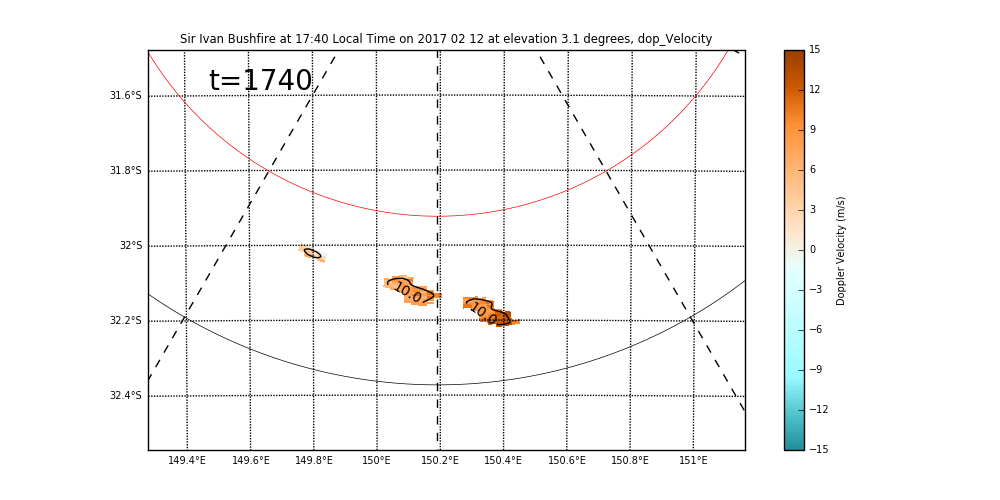 Sir Ivan Bushfire at 17:40 Local Time on 2017 02 12 at elevation 3.1 degrees, dop_Velocity
t=1740
31.6°S
31.8°S
32°S
32.2°S
32.4°S
10.0
10.0
149.4°E 149.6°E 149.8°E 150°E 150.2°E 150.4°E 150.6°E 150.8°E 151°E
15
12
9
6
3
0
−3
−6
−9
−12
−15
Doppler Velocity (m/s)